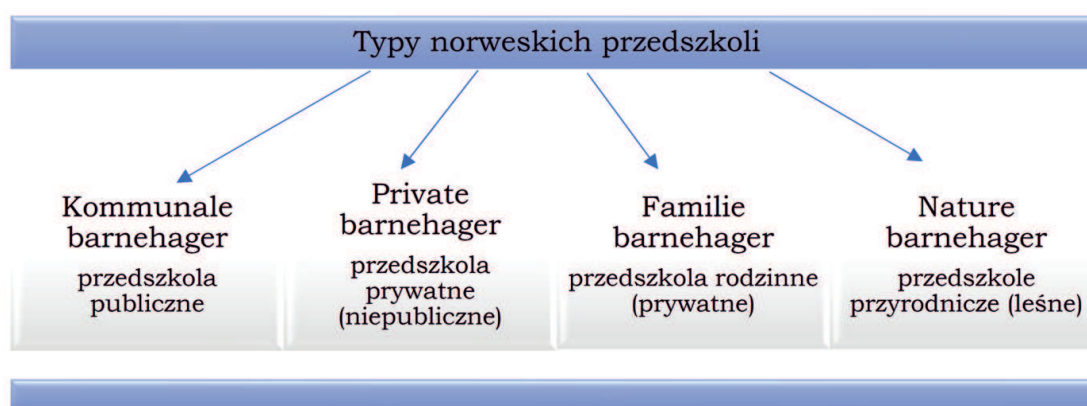 Typy norweskich przedszkoli
Kommunale
barnehager
przedszkola
publiczne
Private
barnehager
przedszkola
prywatne
(niepubliczne)
Familie
barnehager
przedszkola rodzinne
(prywatne)
Nature
barnehager
przedszkole
przyrodnicze (leśne)